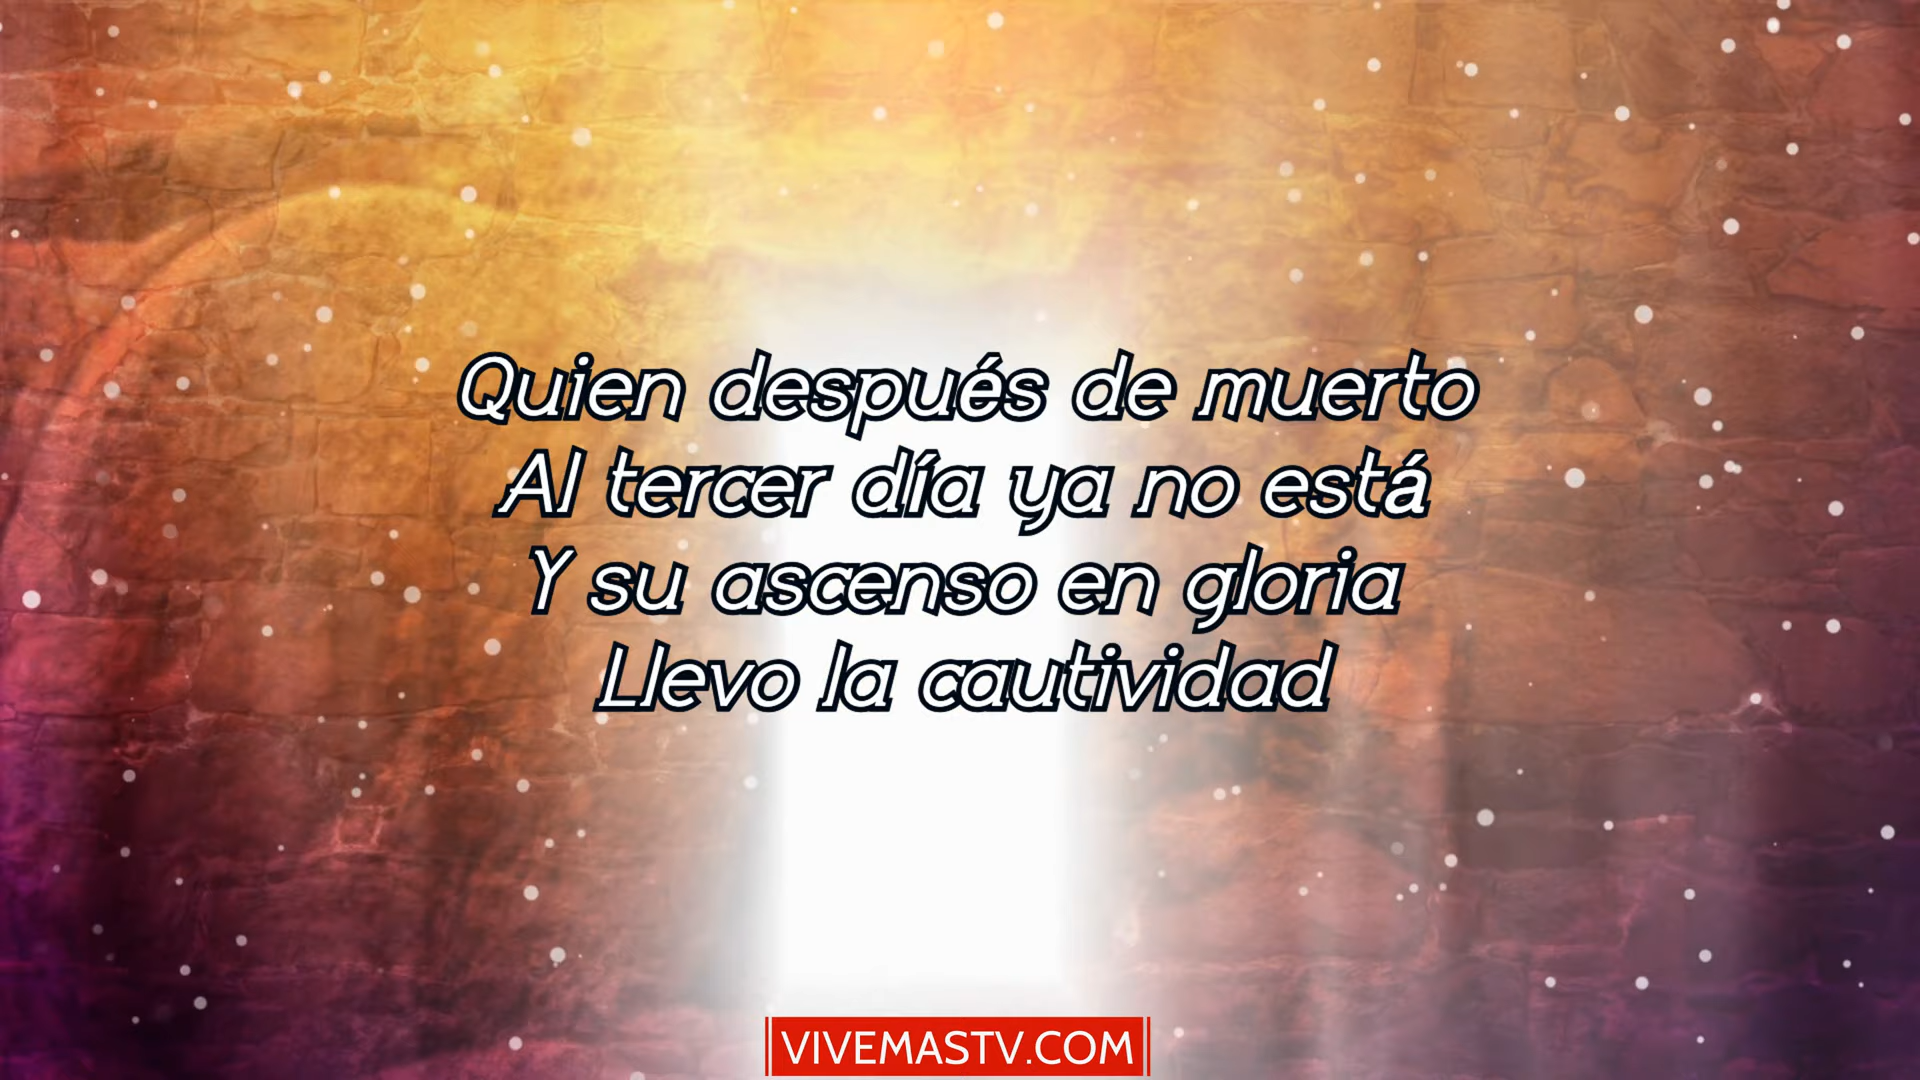 Quien después de muerto
Al tercer día ya no está
Y su ascenso en gloria
Llevo la cautividad
VIVEMASTV.COM